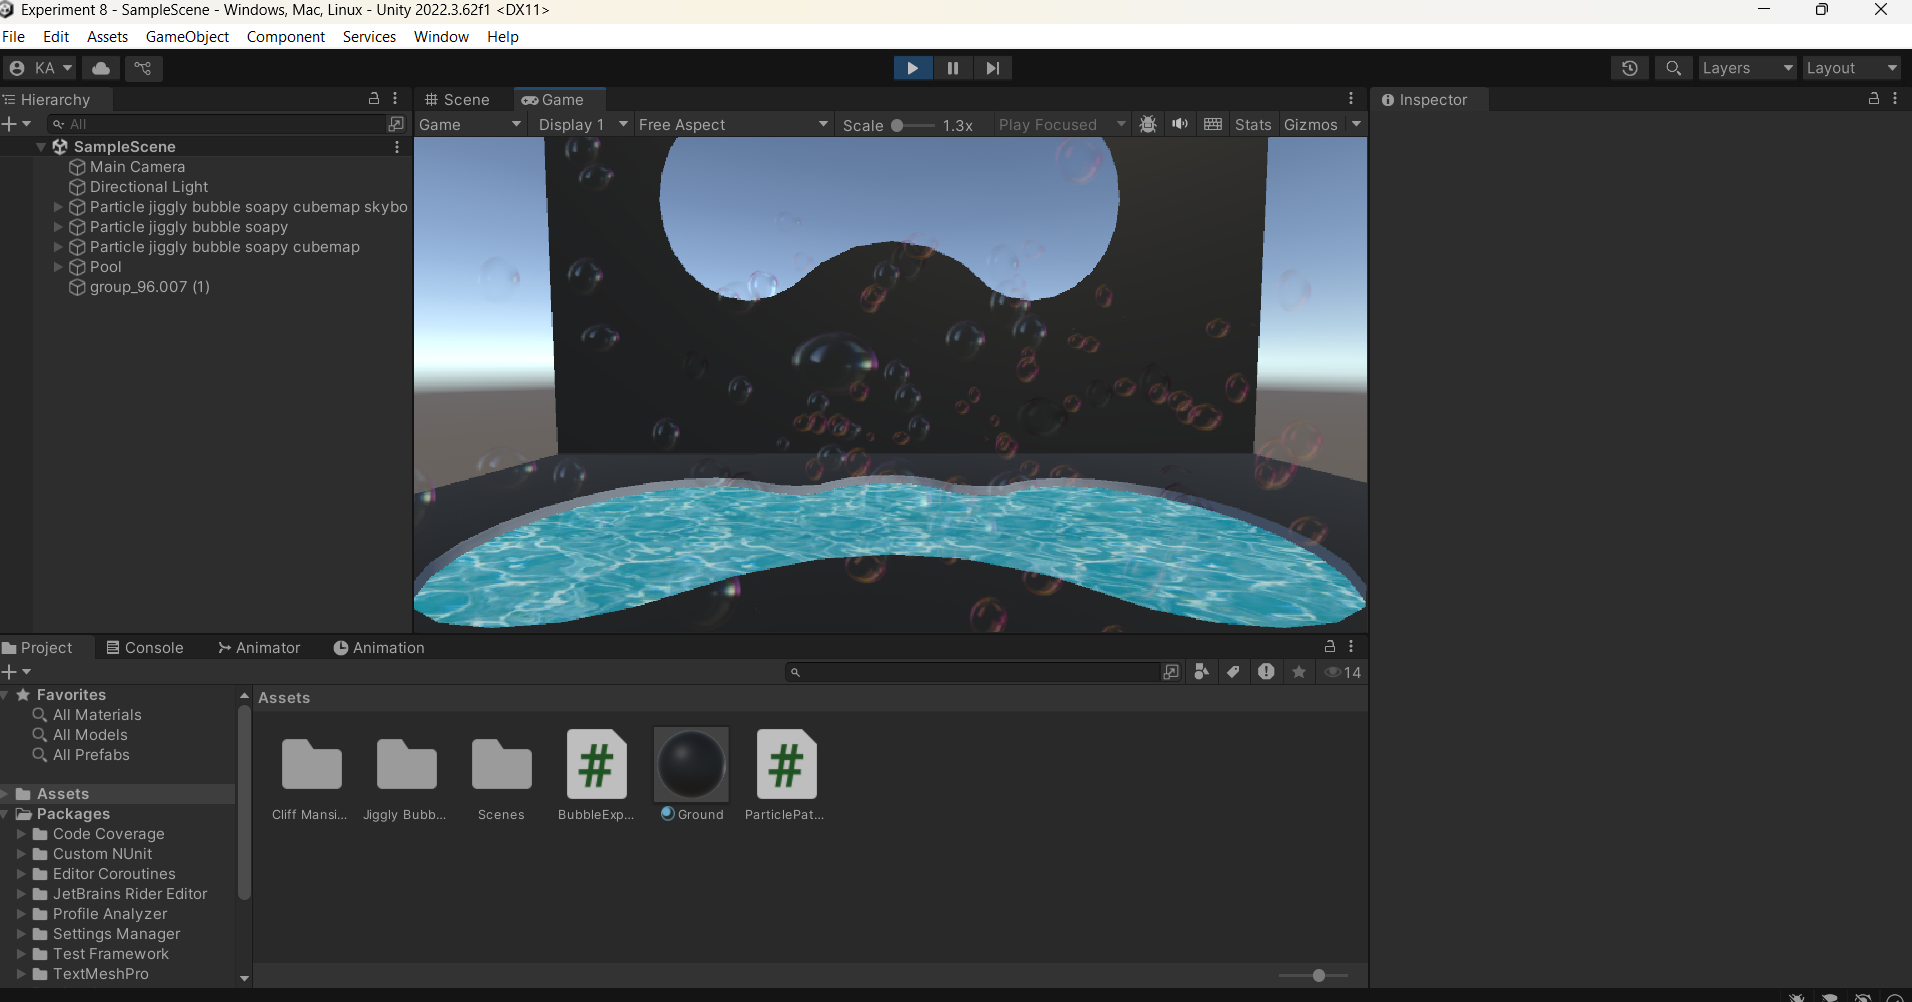 Experiment 8 - SampleScene - Windows, Mac, Linux - Unity 2022.3.62f1 <DX11>
File Edit Assets GameObject Component Services Window Help
KA Layers Layout
Hierarchy Scene Game Inspector
All Game Display 1 Free Aspect Scale 1.3x Play Focused Stats Gizmos
SampleScene
Main Camera
Directional Light
Particle jiggly bubble soapy cubemap skybo
Particle jiggly bubble soapy
Particle jiggly bubble soapy cubemap
Pool
group_96.007 (1)
Project Console Animator Animation
14
Favorites
All Materials
All Models
All Prefabs
Assets
Packages
Code Coverage
Custom NUnit
Editor Coroutines
JetBrains Rider Editor
Profile Analyzer
Settings Manager
Test Framework
TextMeshPro
Assets
Cliff Mansi... Jiggly Bubb... Scenes BubbleExp... Ground ParticlePat...